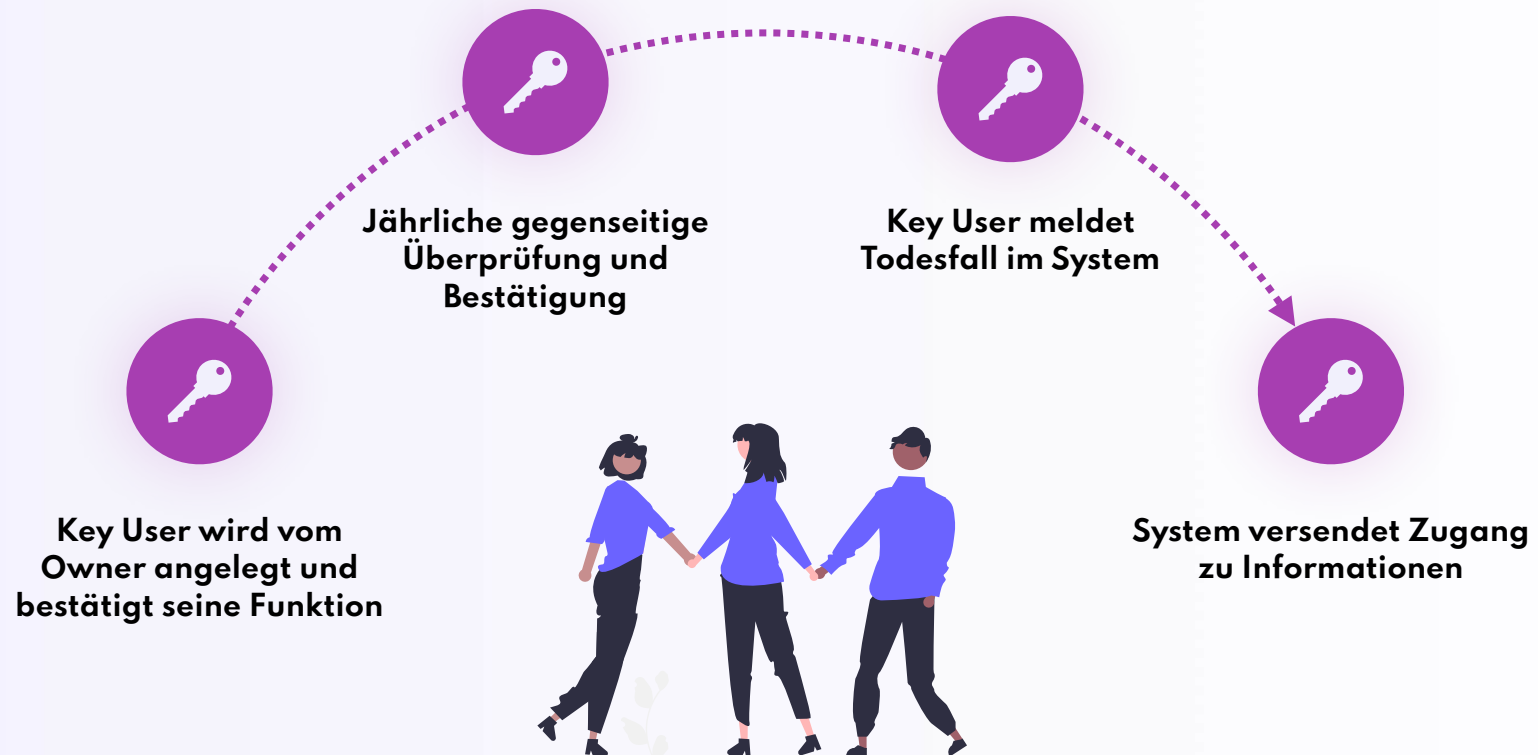 Jährliche gegenseitige
Überprüfung und
Bestätigung
Key User meldet
Todesfall im System
Key User wird vom
Owner angelegt und
bestätigt seine Funktion
System versendet Zugang
zu Informationen